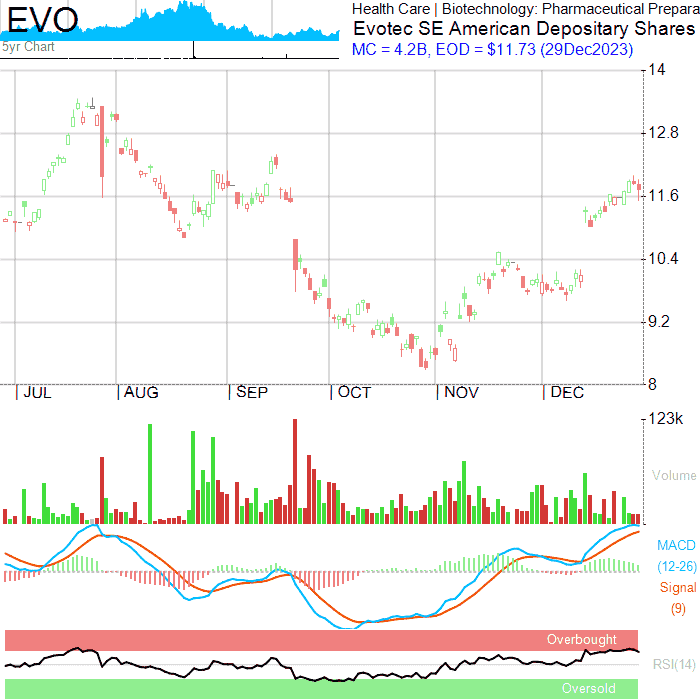 EVO
5yr Chart
Health Care | Biotechnology: Pharmaceutical Prepara
Evotec SE American Depositary Shares
MC = 4.2B, EOD = $11.73 (29Dec2023)
14
12.8
11.6
10.4
9.2
8
JUL AUG SEP OCT NOV DEC
123k
Volume
MACD
(12-26)
Signal
(9)
Overbought
RSI(14)
Oversold